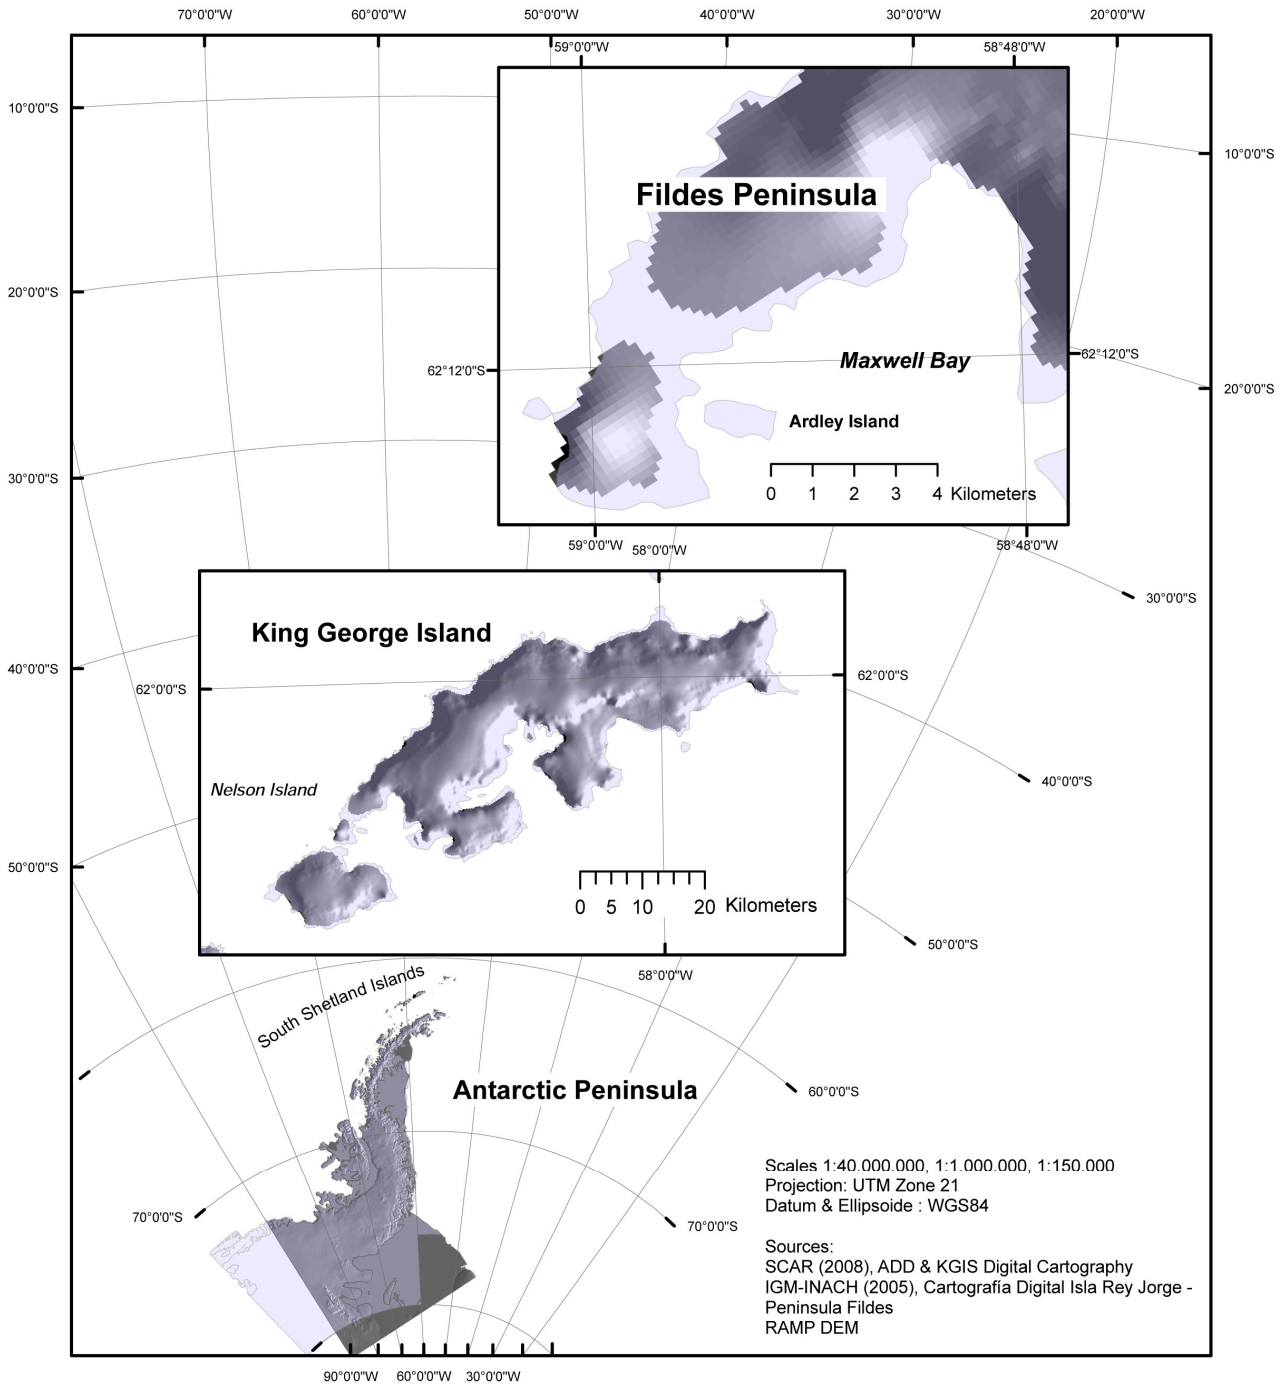 70°0'0"W 60°0'0"W 50°0'0"W 40°0'0"W 30°0'0"W 20°0'0"W
59°0'0"W 58°48'0"W
10°0'0"S
10°0'0"S
Fildes Peninsula
20°0'0"S
62°12'0"S
Maxwell Bay
62°12'0"S
20°0'0"S
Ardley Island
30°0'0"S
0 1 2 3 4 Kilometers
59°0'0"W 58°0'0"W 58°48'0"W
30°0'0"S
King George Island
40°0'0"S
62°0'0"S
62°0'0"S
40°0'0"S
Nelson Island
50°0'0"S
0 5 10 20 Kilometers
50°0'0"S
58°0'0"W
South Shetland Islands
Antarctic Peninsula
60°0'0"S
Scales 1:40.000.000, 1:1.000.000, 1:150.000
Projection: UTM Zone 21
Datum & Ellipsoide : WGS84
70°0'0"S
70°0'0"S
Sources:
SCAR (2008), ADD & KGIS Digital Cartography
IGM-INACH (2005), Cartografía Digital Isla Rey Jorge -
Peninsula Fildes
RAMP DEM
90°0'0"W 60°0'0"W 30°0'0"W